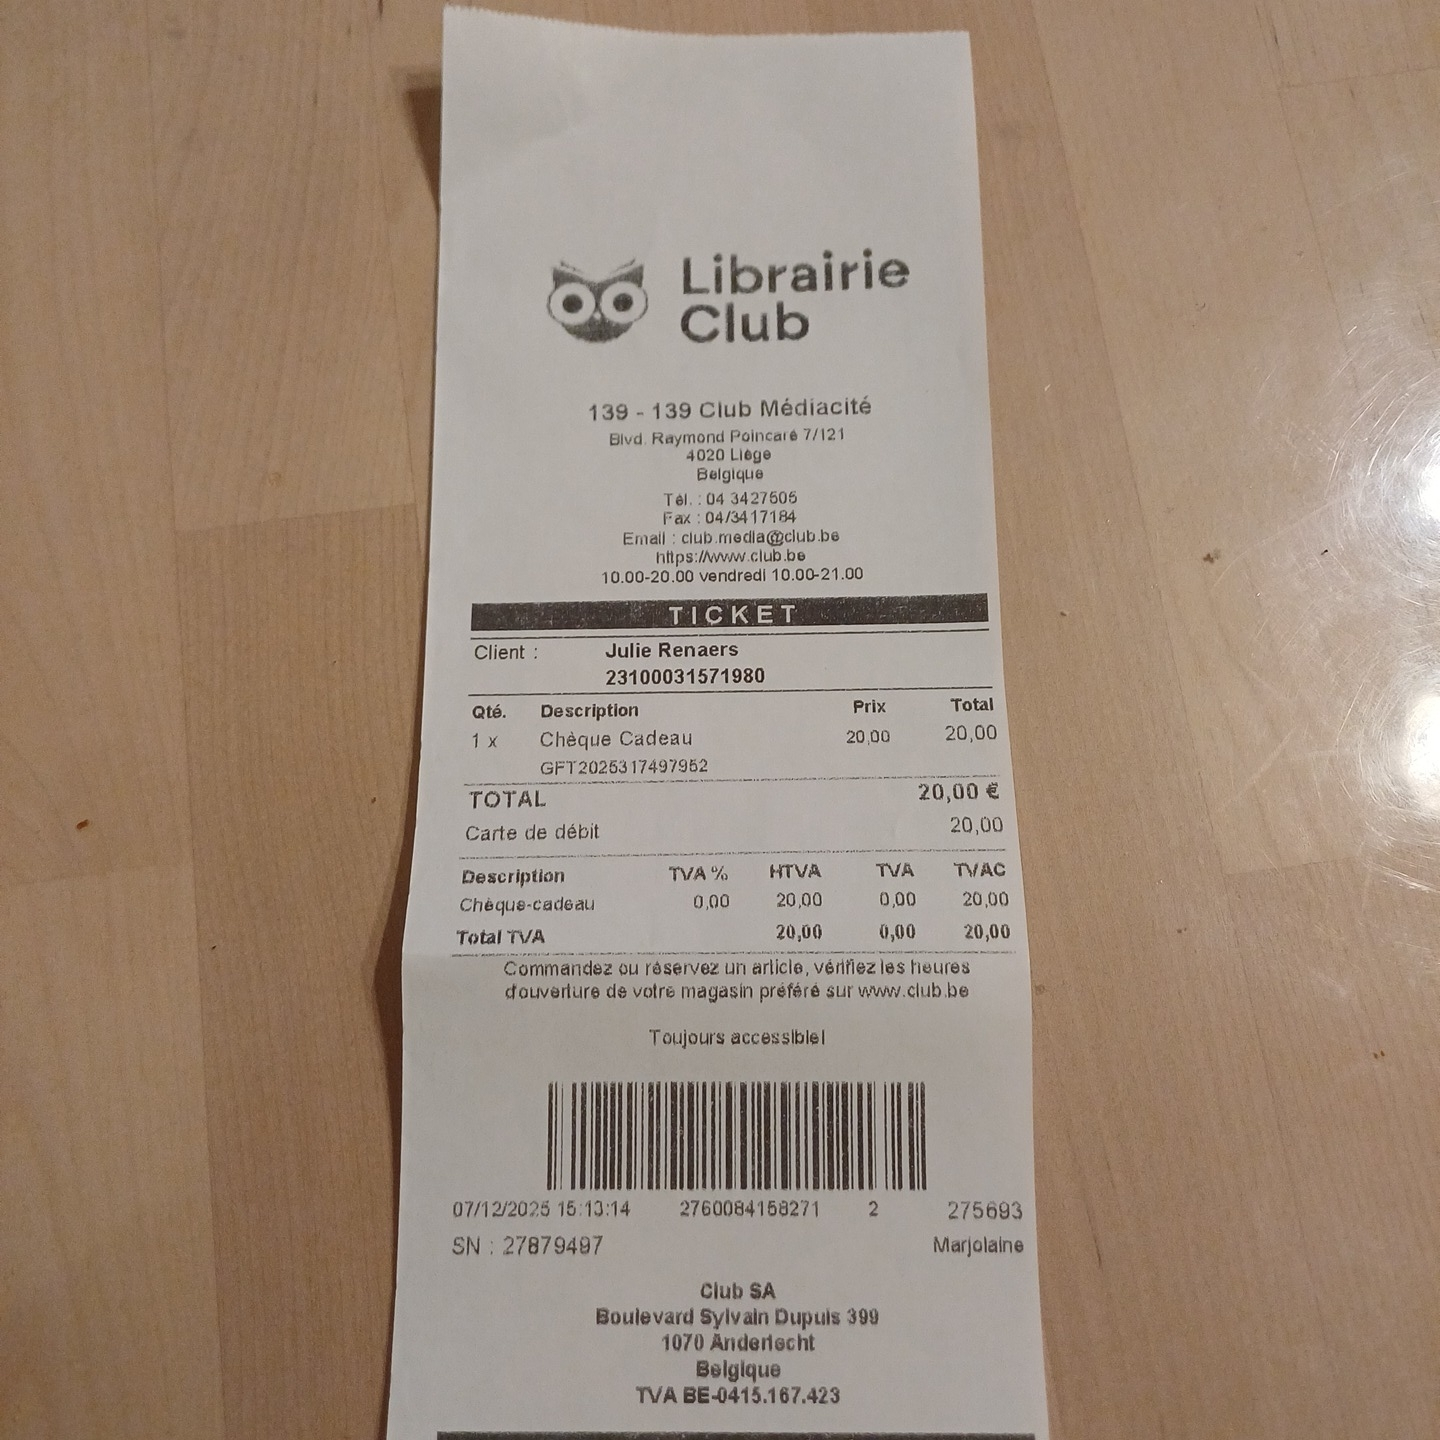 Librairie
Club
139 - 139 Club Médiacité
Blvd. Raymond Poincaré 7/121
4020 Liège
Belgique
Tél. : 04 3427505
Fax : 04/3417184
Email : club.media@club.be
https://www.club.be
10.00-20.00 vendredi 10.00-21.00
TICKET
Client : Julie Renaers
23100031571980
Qté. Description Prix Total
1 x Chèque Cadeau 20,00 20,00
GFT2025317497952
TOTAL 20,00 €
Carte de débit 20,00
Description TVA % HTVA TVA TVAC
Chèque-cadeau 0,00 20,00 0,00 20,00
Total TVA 20,00 0,00 20,00
Commandez ou réservez un article, vérifiez les heures
d'ouverture de votre magasin préféré sur www.club.be
Toujours accessible!
07/12/2025 15:13:14 2760084158271 2 275693
SN : 27879497 Marjolaine
Club SA
Boulevard Sylvain Dupuis 399
1070 Anderlecht
Belgique
TVA BE-0415.167.423